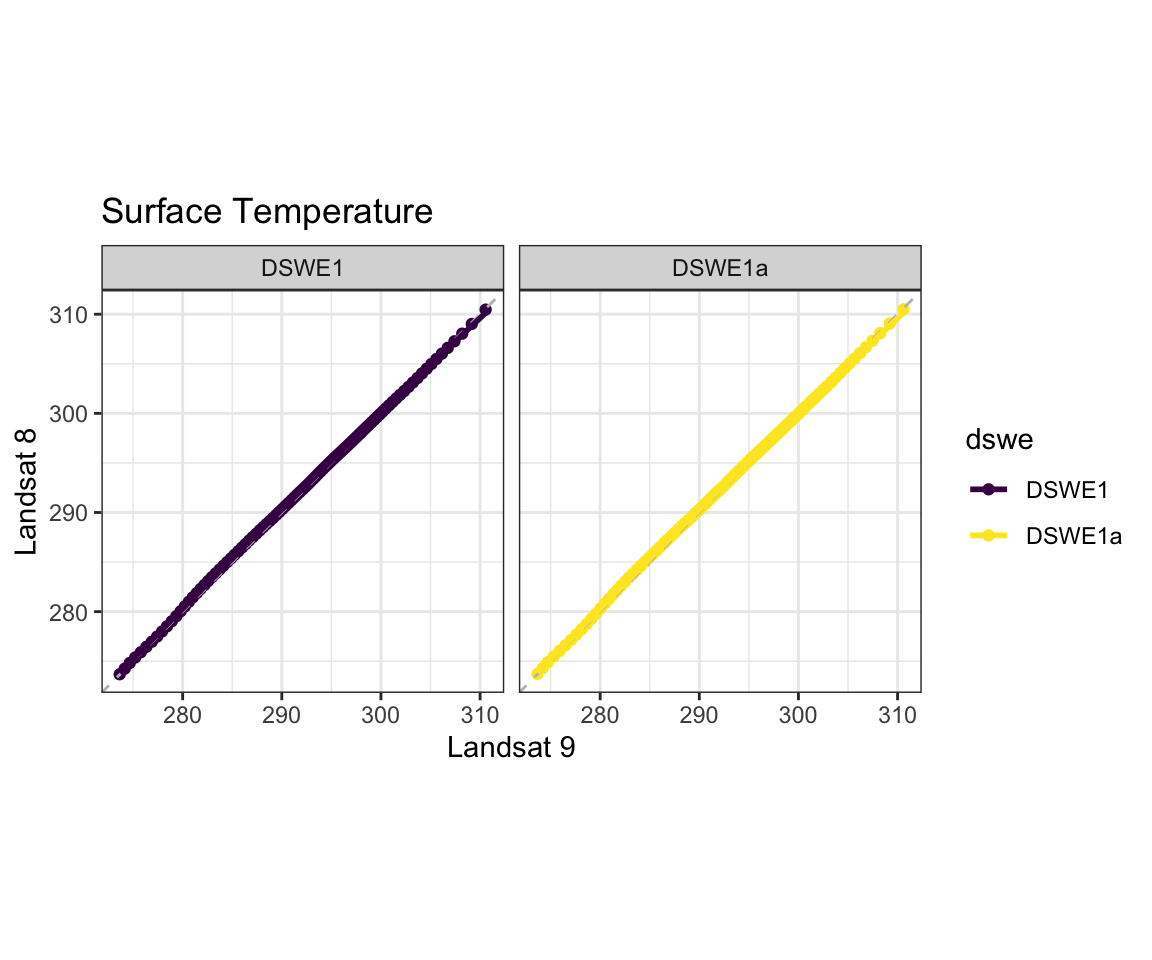 Surface Temperature
DSWE1 DSWE1a
310
300
290
280
Landsat 8
280 290 300 310 280 290 300 310
Landsat 9
dswe
DSWE1
DSWE1a